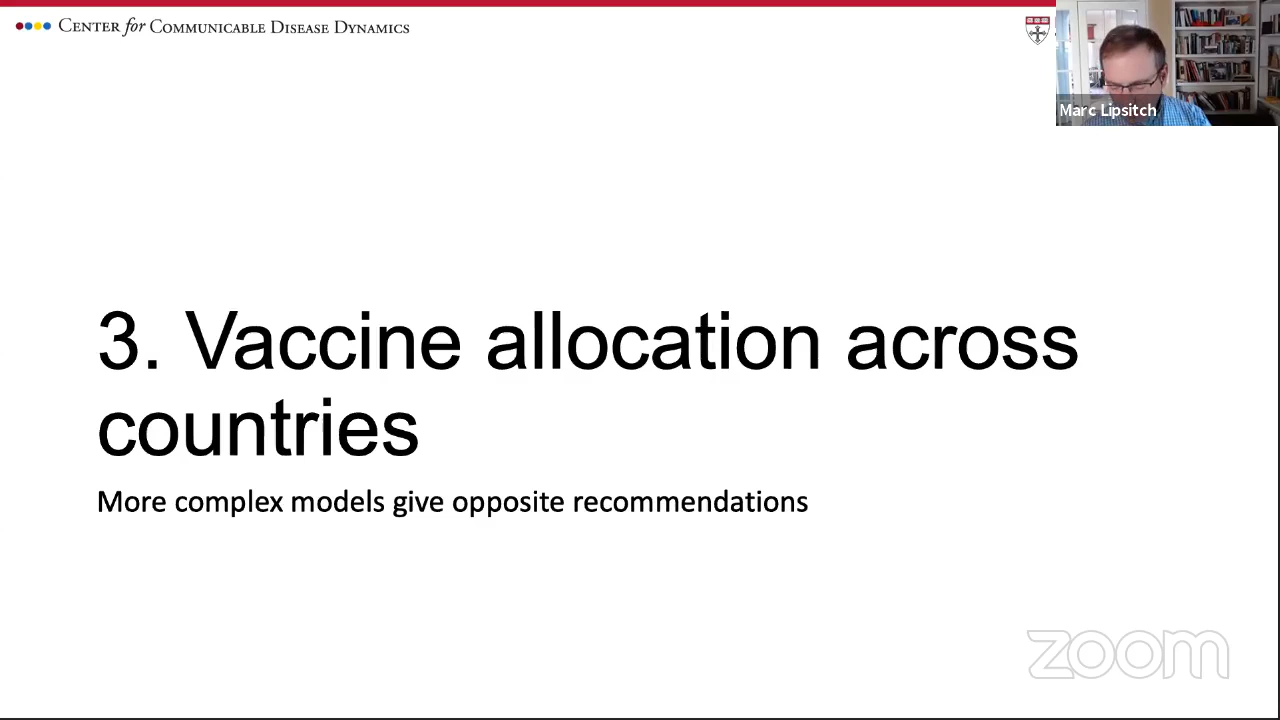 CENTER for COMMUNICABLE DISEASE DYNAMICS
Marc Lipsitch
3. Vaccine allocation across
countries
More complex models give opposite recommendations
zoom